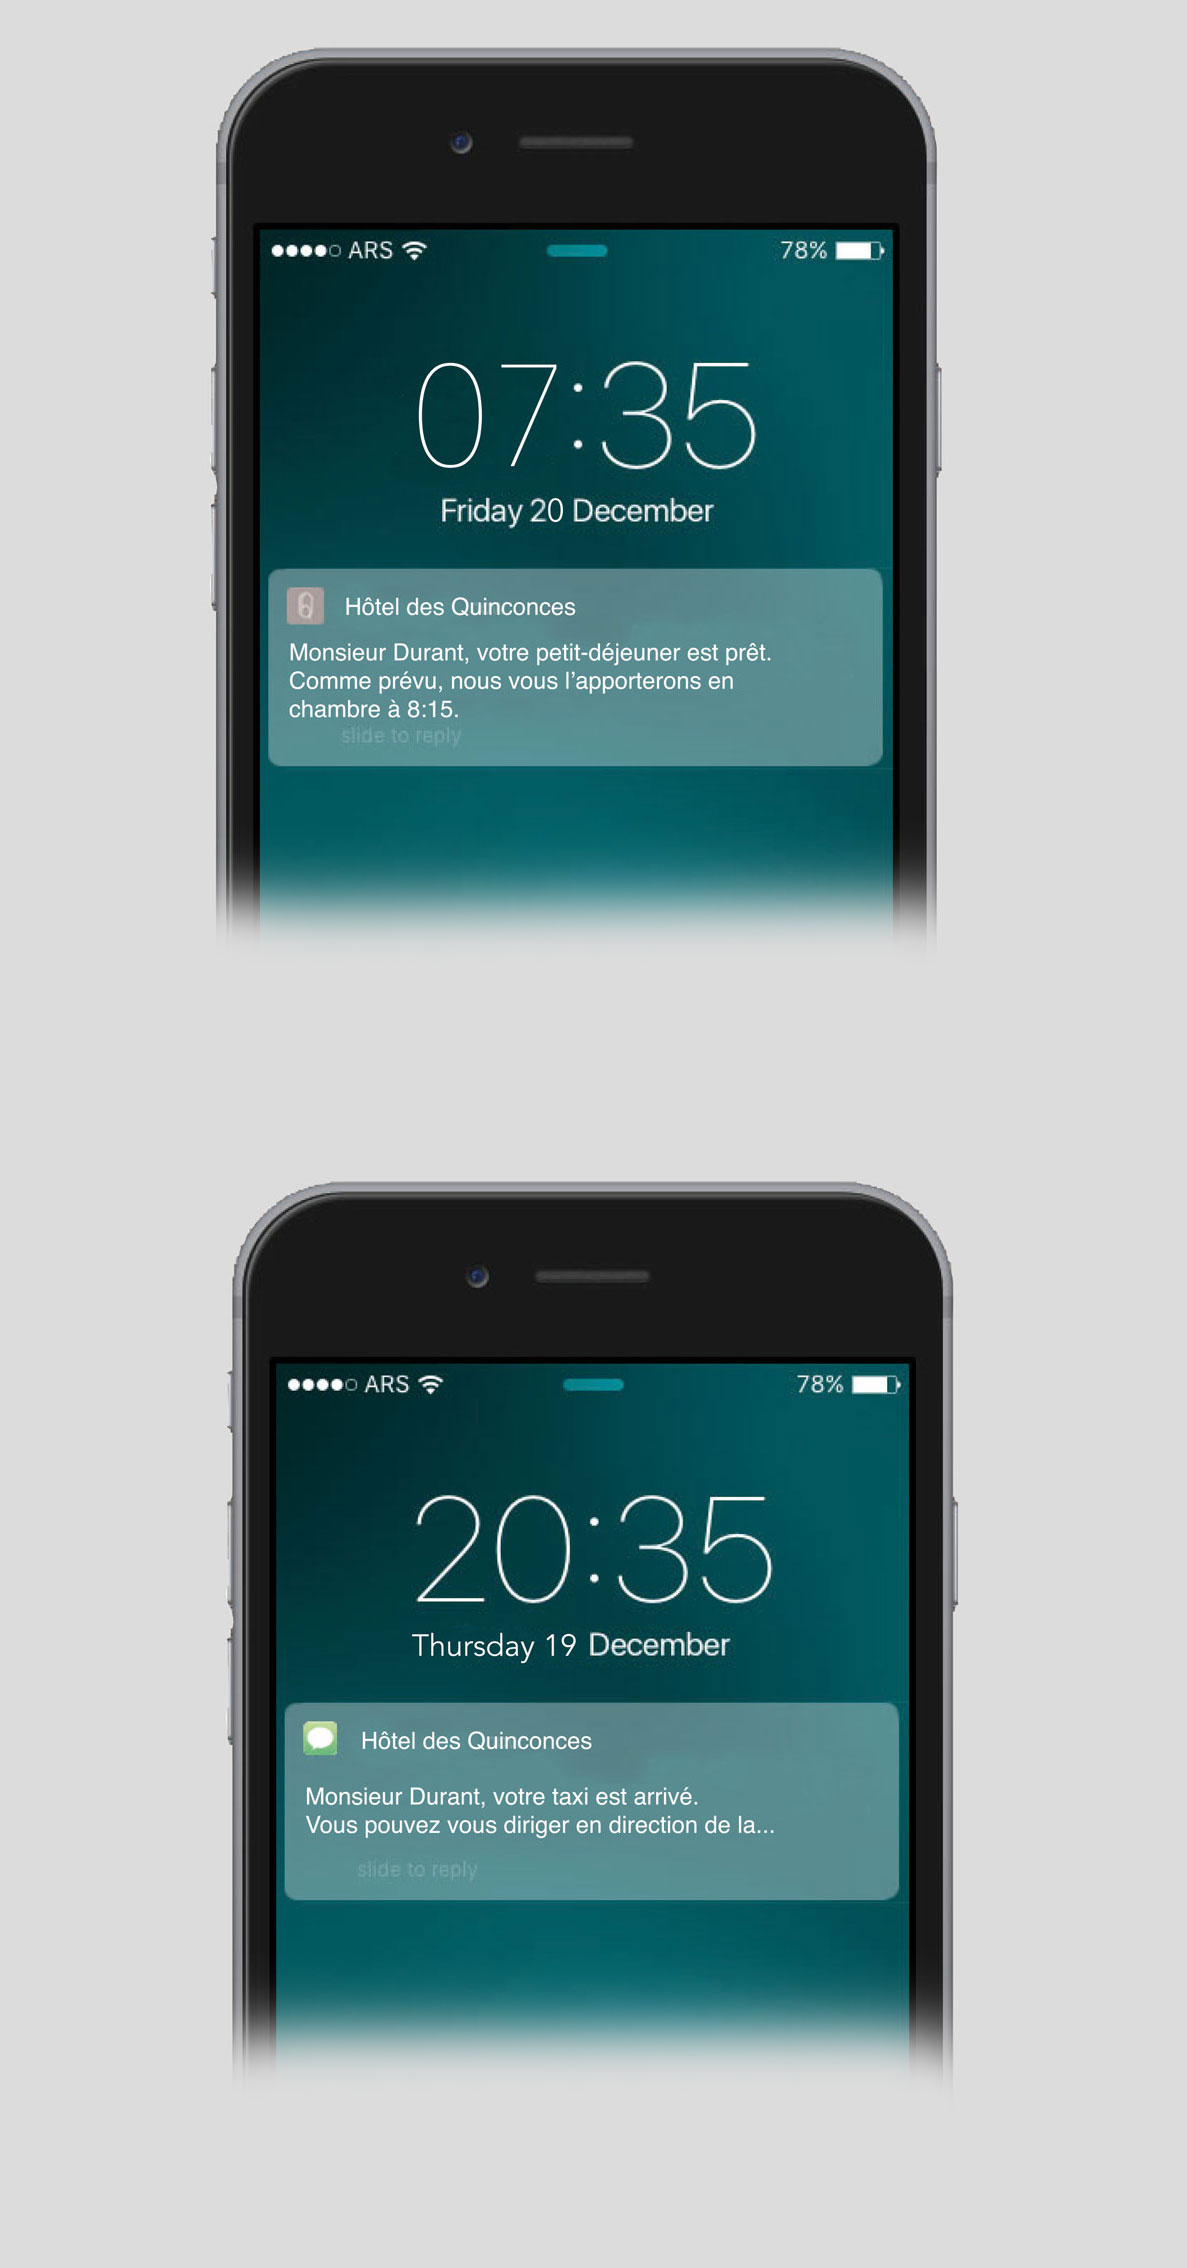 ARS 78%
07:35
Friday 20 December
Hôtel des Quinconces
Monsieur Durant, votre petit-déjeuner est prêt.
Comme prévu, nous vous l’apporterons en
chambre à 8:15.
slide to reply
ARS 78%
20:35
Thursday 19 December
Hôtel des Quinconces
Monsieur Durant, votre taxi est arrivé.
Vous pouvez vous diriger en direction de la...
slide to reply